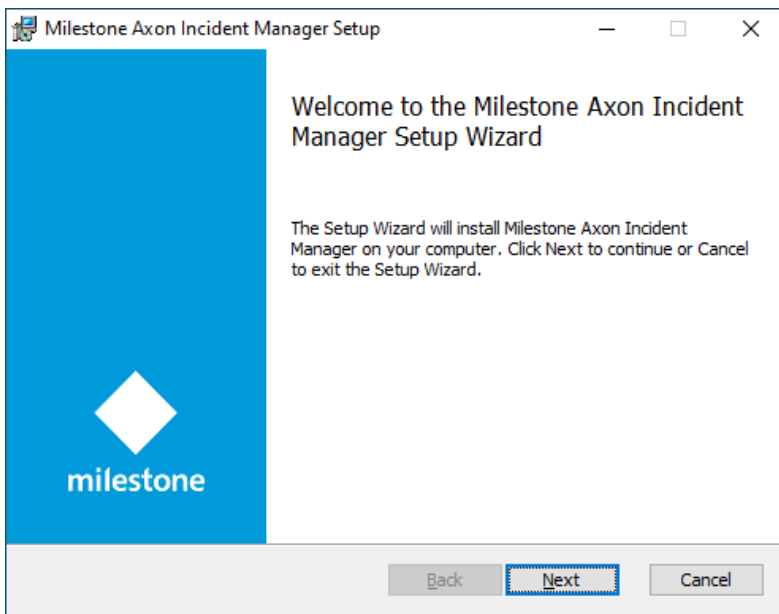 Milestone Axon Incident Manager Setup
Welcome to the Milestone Axon Incident
Manager Setup Wizard
The Setup Wizard will install Milestone Axon Incident
Manager on your computer. Click Next to continue or Cancel
to exit the Setup Wizard.
milestone
Back
Next
Cancel